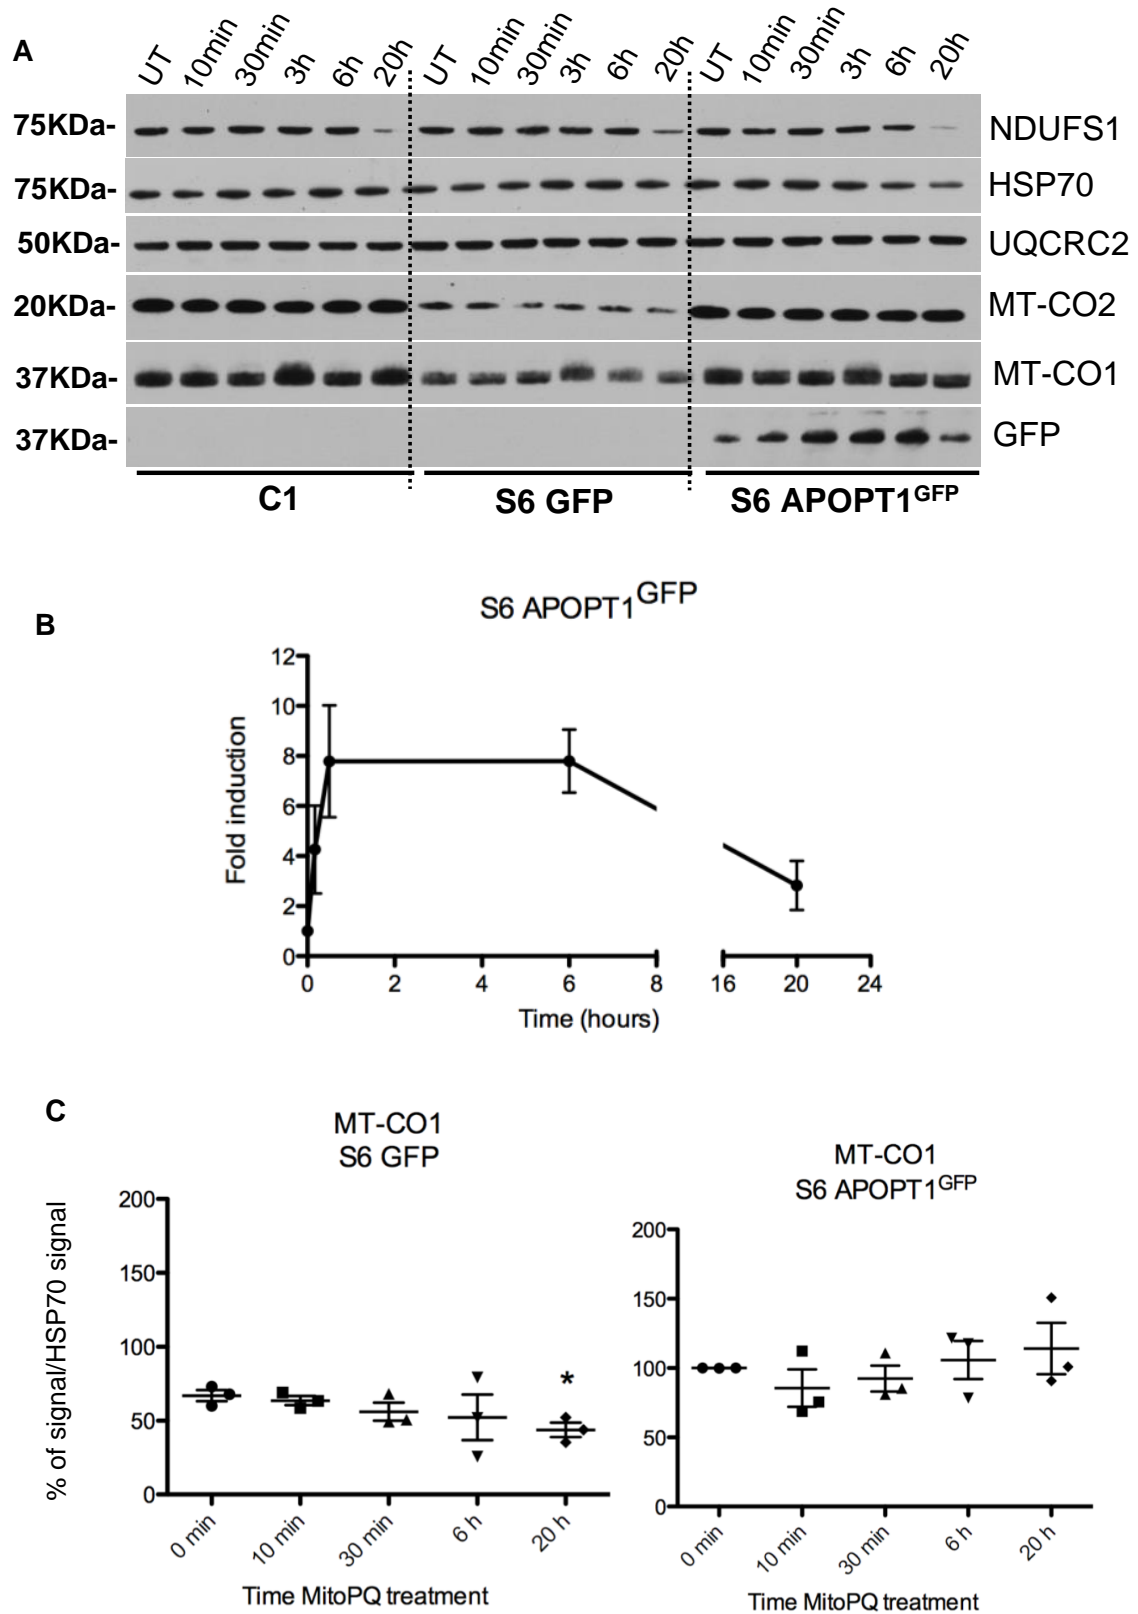 A
UT 10min 30min 3h 6h 20h UT 10min 30min 3h 6h 20h UT 10min 30min 3h 6h 20h
75KDa- NDUFS1
75KDa- HSP70
50KDa- UQCRC2
20KDa- MT-CO2
37KDa- MT-CO1
37KDa- GFP
C1 S6 GFP S6 APOPT1GFP
B
S6 APOPT1GFP
Fold induction
12
10
8
6
4
2
0
0 2 4 6 8 16 20 24
Time (hours)
C
% of signal/HSP70 signal
MT-CO1
S6 GFP
200
150
100
50
0
*
0 min 10 min 30 min 6 h 20 h
Time MitoPQ treatment
MT-CO1
S6 APOPT1GFP
200
150
100
50
0
0 min 10 min 30 min 6 h 20 h
Time MitoPQ treatment